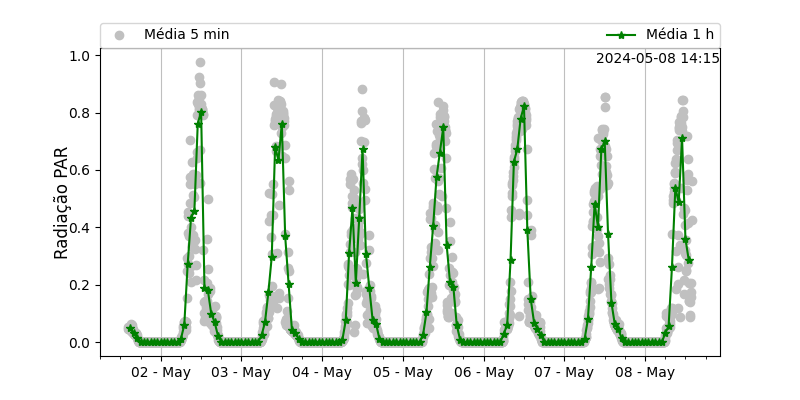 Média 5 min
Média 1 h
2024-05-08 14:15
Radiação PAR
1.0
0.8
0.6
0.4
0.2
0.0
02 - May
03 - May
04 - May
05 - May
06 - May
07 - May
08 - May